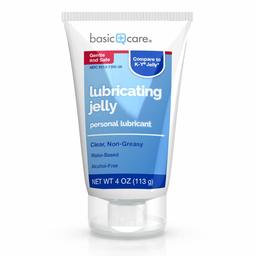 basic care®
Gentle
and Safe
Compare to
K-Y® Jelly*
lubricating
jelly
personal lubricant
Clear, Non-Greasy
Water-Based
Alcohol-Free
NET WT 4 OZ (113 g)